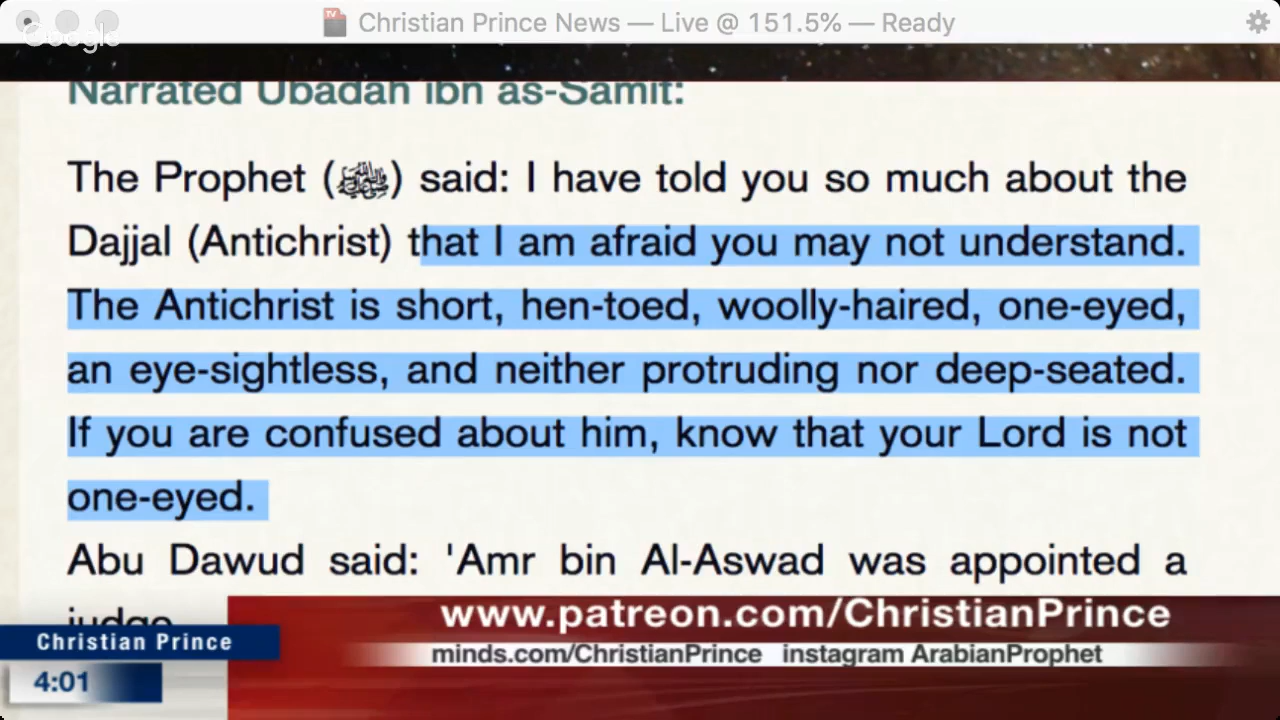 Christian Prince News — Live @ 151.5% — Ready
TV
Google
Narrated Ubadah ibn as-Samit:
The Prophet (ﷺ) said: I have told you so much about the
Dajjal (Antichrist) that I am afraid you may not understand.
The Antichrist is short, hen-toed, woolly-haired, one-eyed,
an eye-sightless, and neither protruding nor deep-seated.
If you are confused about him, know that your Lord is not
one-eyed.
Abu Dawud said: 'Amr bin Al-Aswad was appointed a
judge.
www.patreon.com/ChristianPrince
Christian Prince
minds.com/ChristianPrince instagram ArabianProphet
4:01